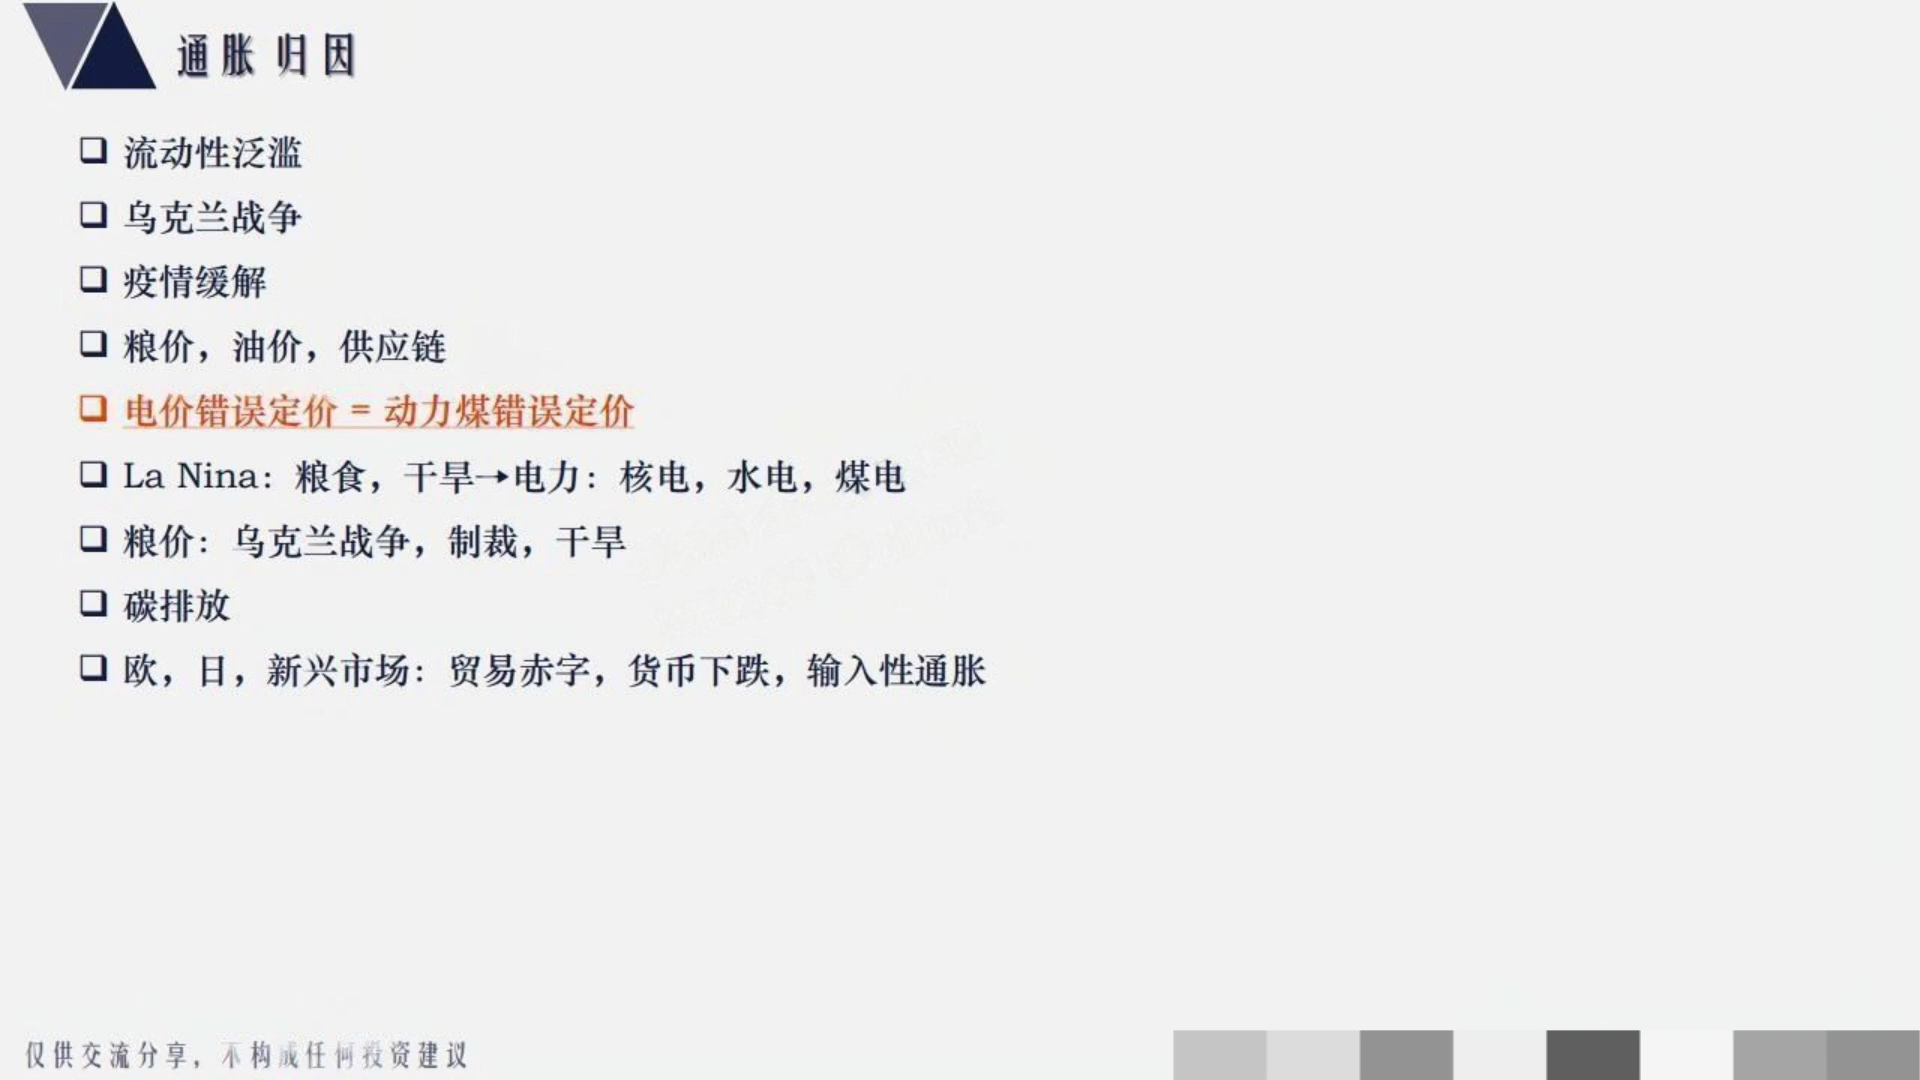 通胀 归因
流动性泛滥
乌克兰战争
疫情缓解
粮价，油价，供应链
电价错误定价 = 动力煤错误定价
La Nina：粮食，干旱→电力：核电，水电，煤电
粮价：乌克兰战争，制裁，干旱
碳排放
欧，日，新兴市场：贸易赤字，货币下跌，输入性通胀
仅供交流分享，不构成任何投资建议